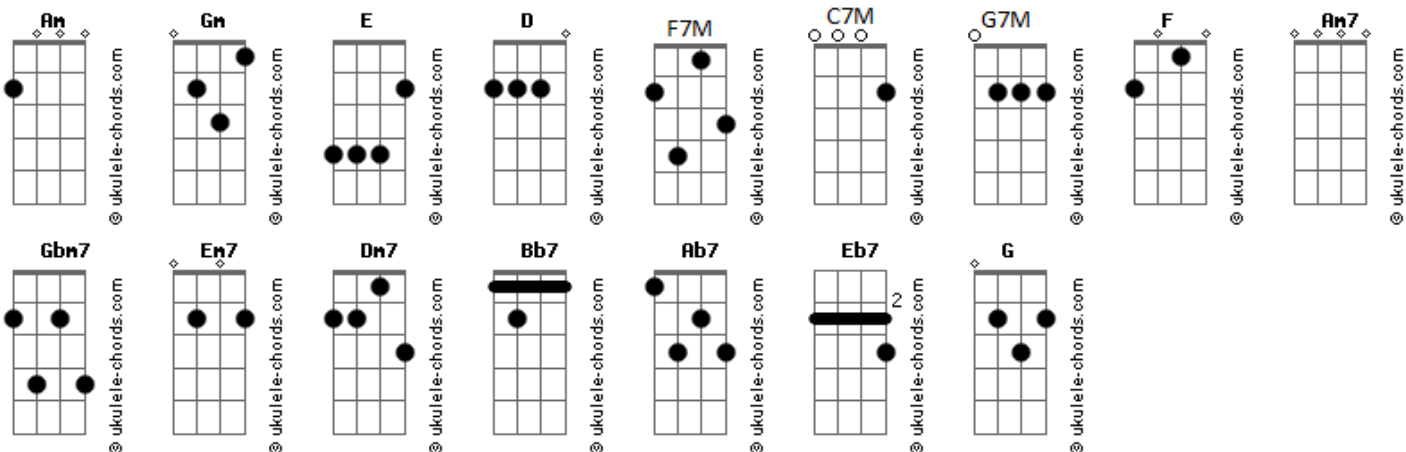 Am Gm E D F7M C7M G7M F Am7
© ukulele-chords.com © ukulele-chords.com © ukulele-chords.com © ukulele-chords.com © ukulele-chords.com © ukulele-chords.com © ukulele-chords.com © ukulele-chords.com © ukulele-chords.com
Gbm7 Em7 Dm7 Bb7 Ab7 Eb7 G
2
© ukulele-chords.com © ukulele-chords.com © ukulele-chords.com © ukulele-chords.com © ukulele-chords.com © ukulele-chords.com © ukulele-chords.com